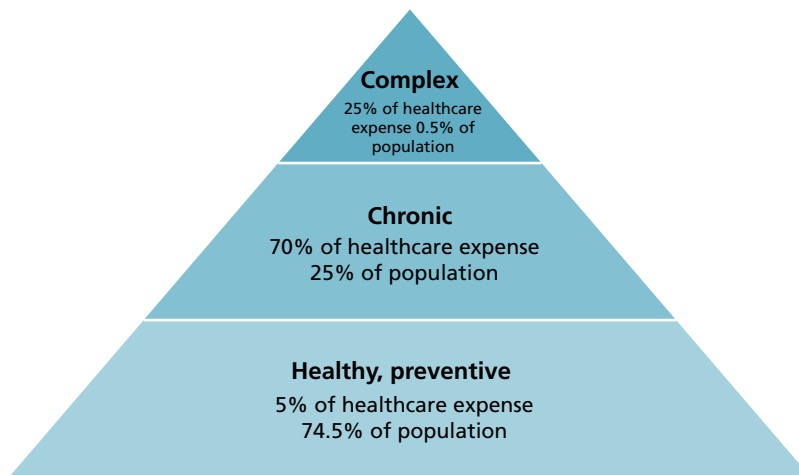 Complex
25% of healthcare
expense 0.5% of
population
Chronic
70% of healthcare expense
25% of population
Healthy, preventive
5% of healthcare expense
74.5% of population